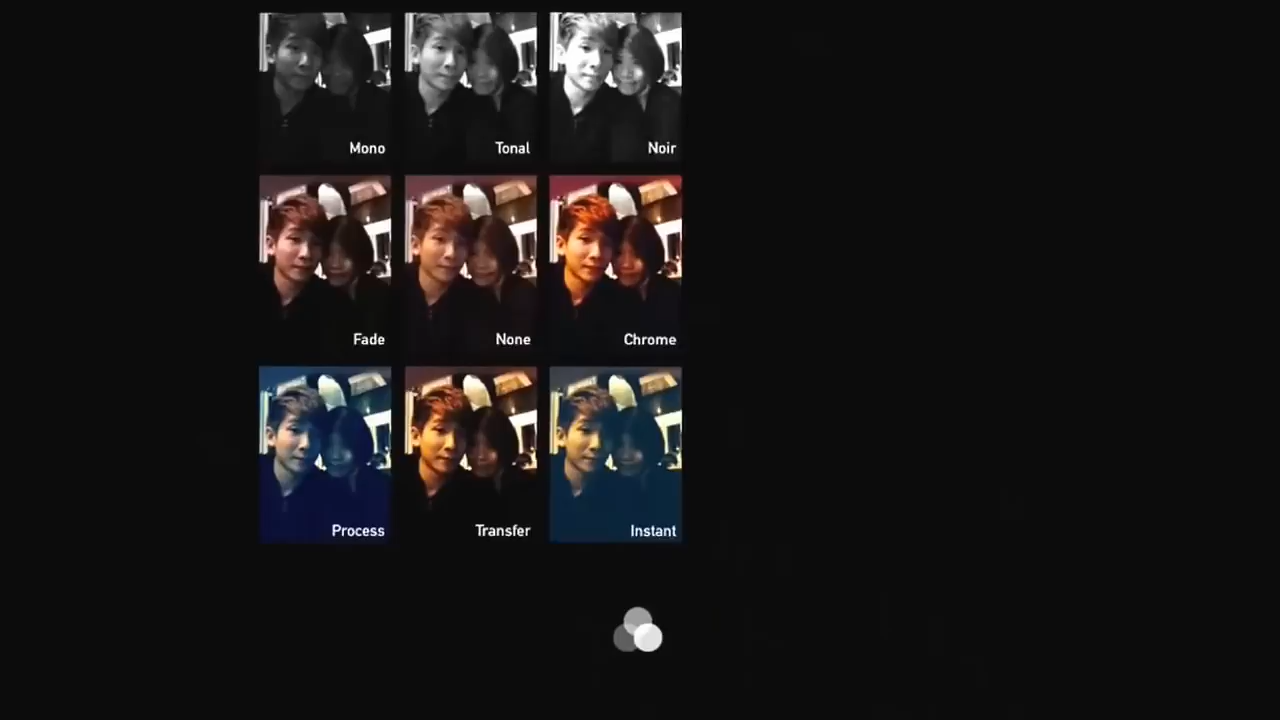 Mono
Tonal
Noir
Fade
None
Chrome
Process
Transfer
Instant